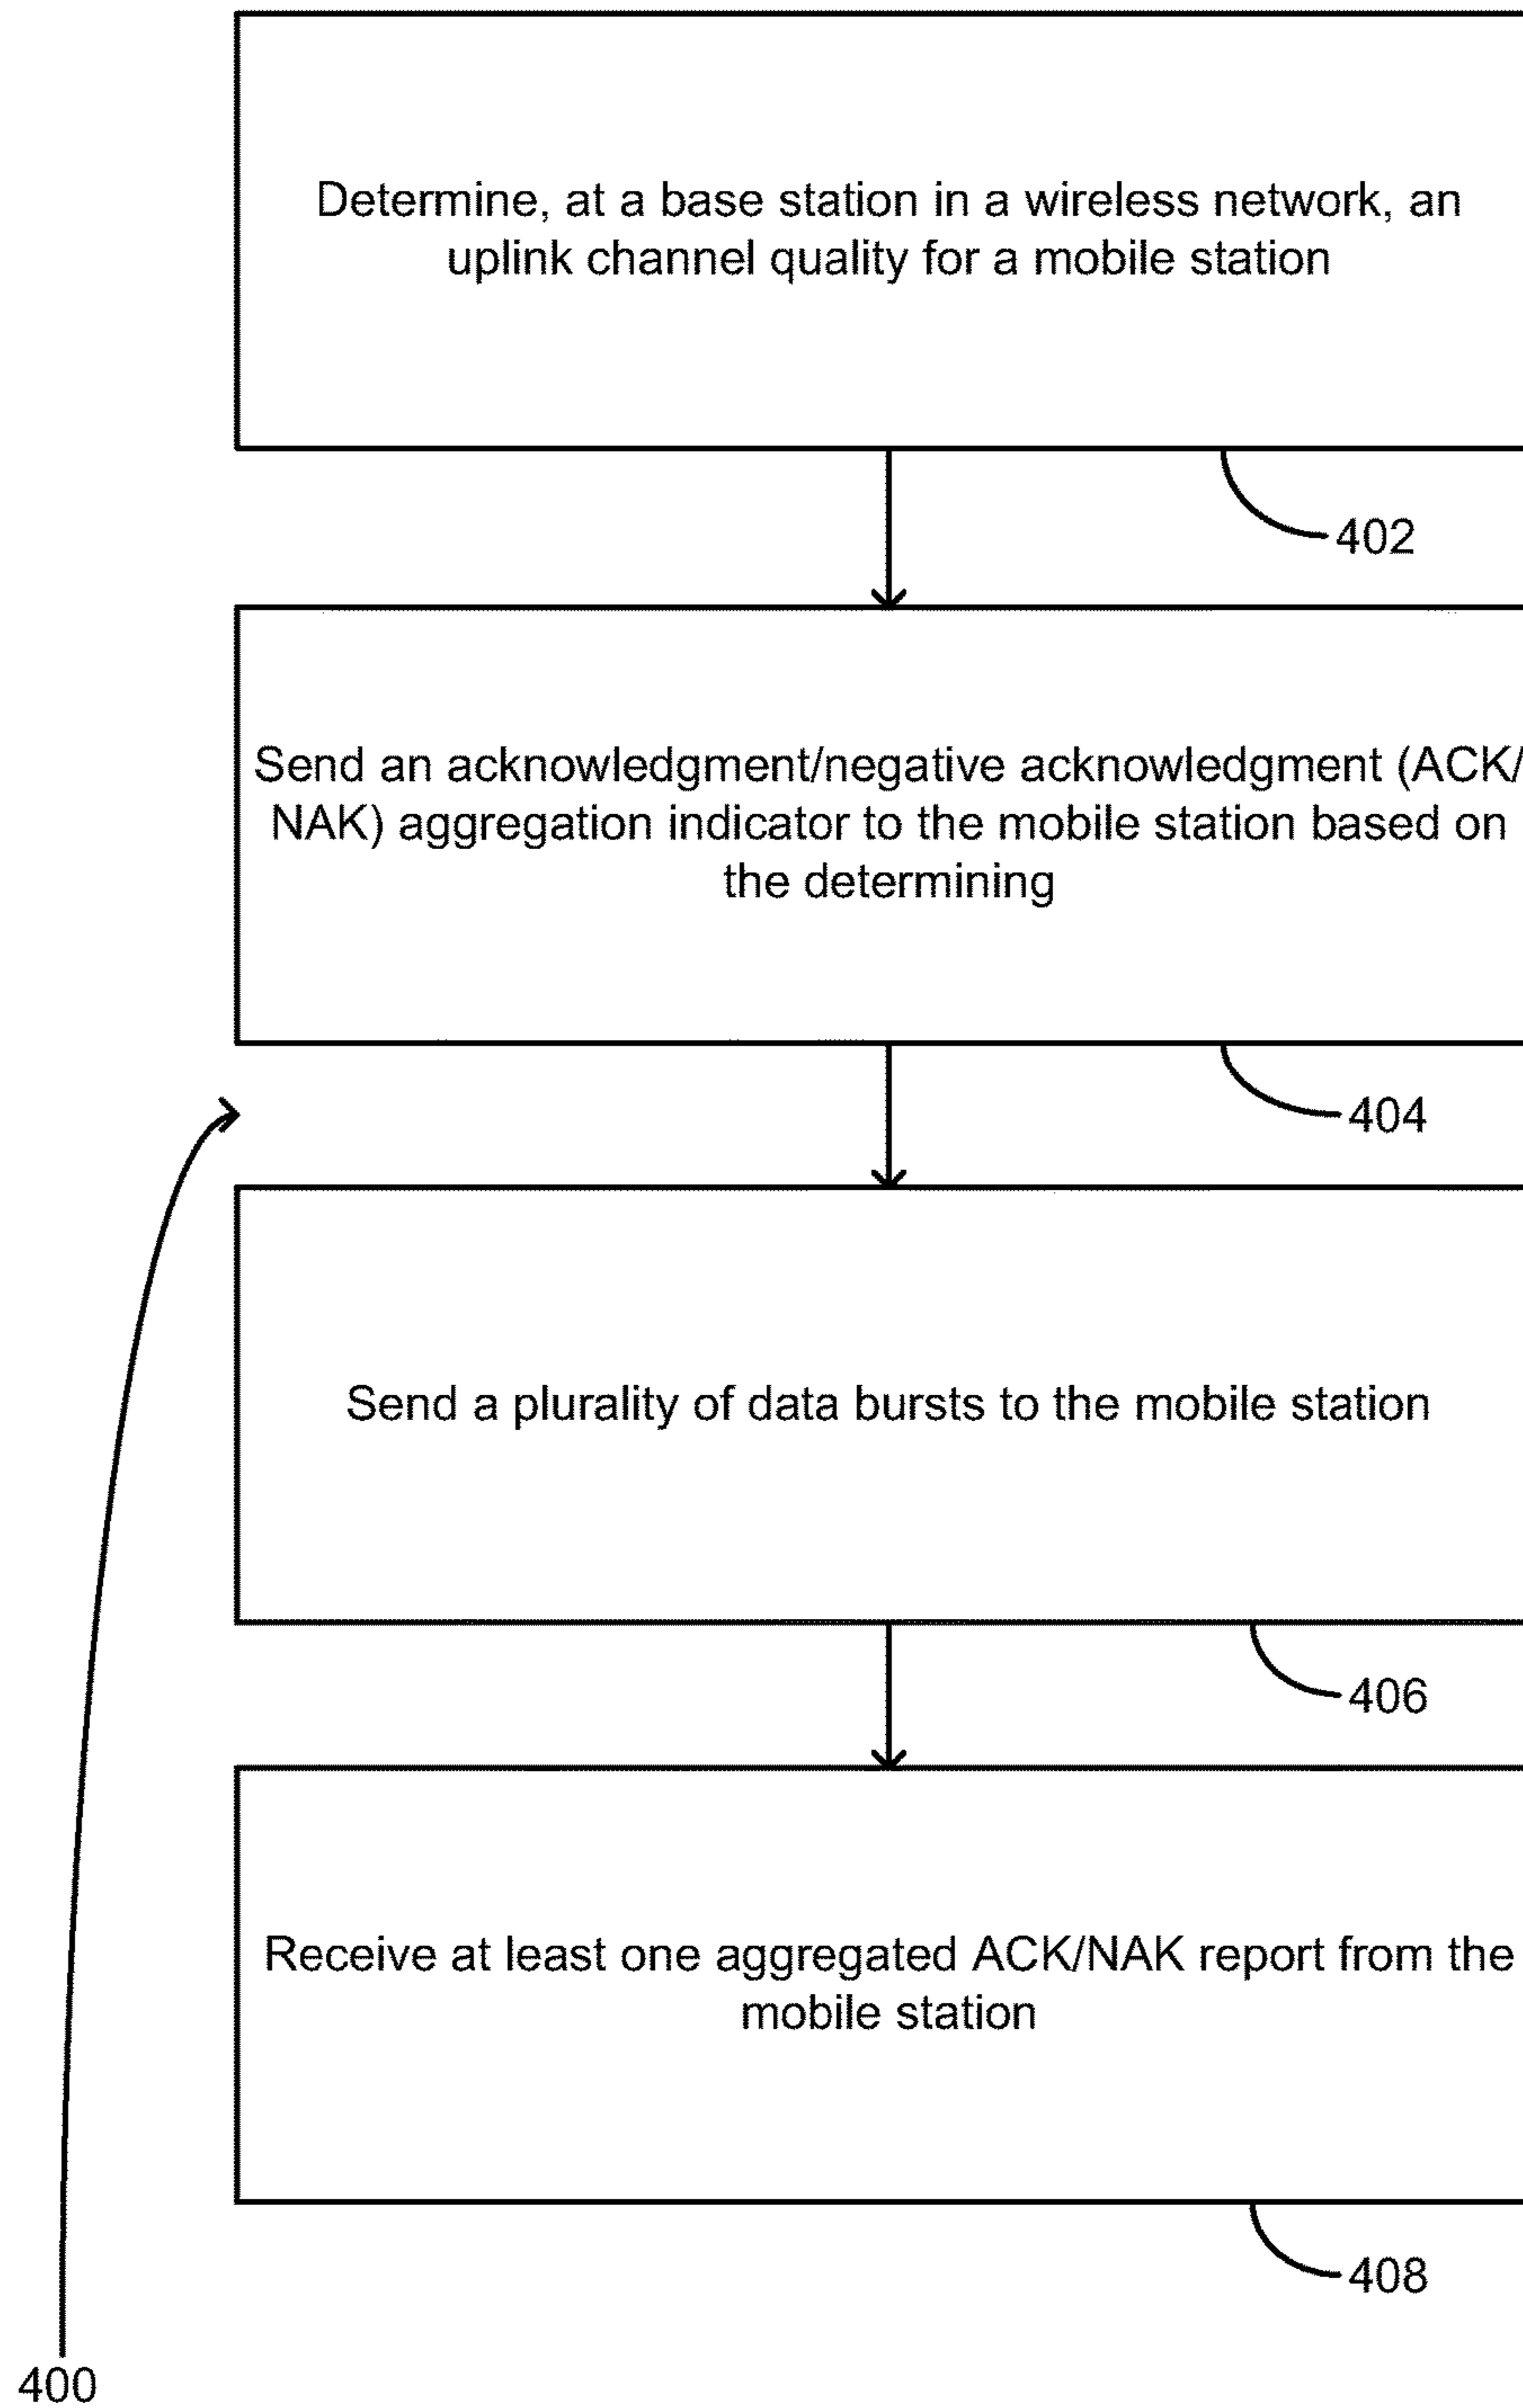 Determine, at a base station in a wireless network, an
uplink channel quality for a mobile station
402
Send an acknowledgment/negative acknowledgment (ACK/
NAK) aggregation indicator to the mobile station based on
the determining
404
Send a plurality of data bursts to the mobile station
406
Receive at least one aggregated ACK/NAK report from the
mobile station
408
400